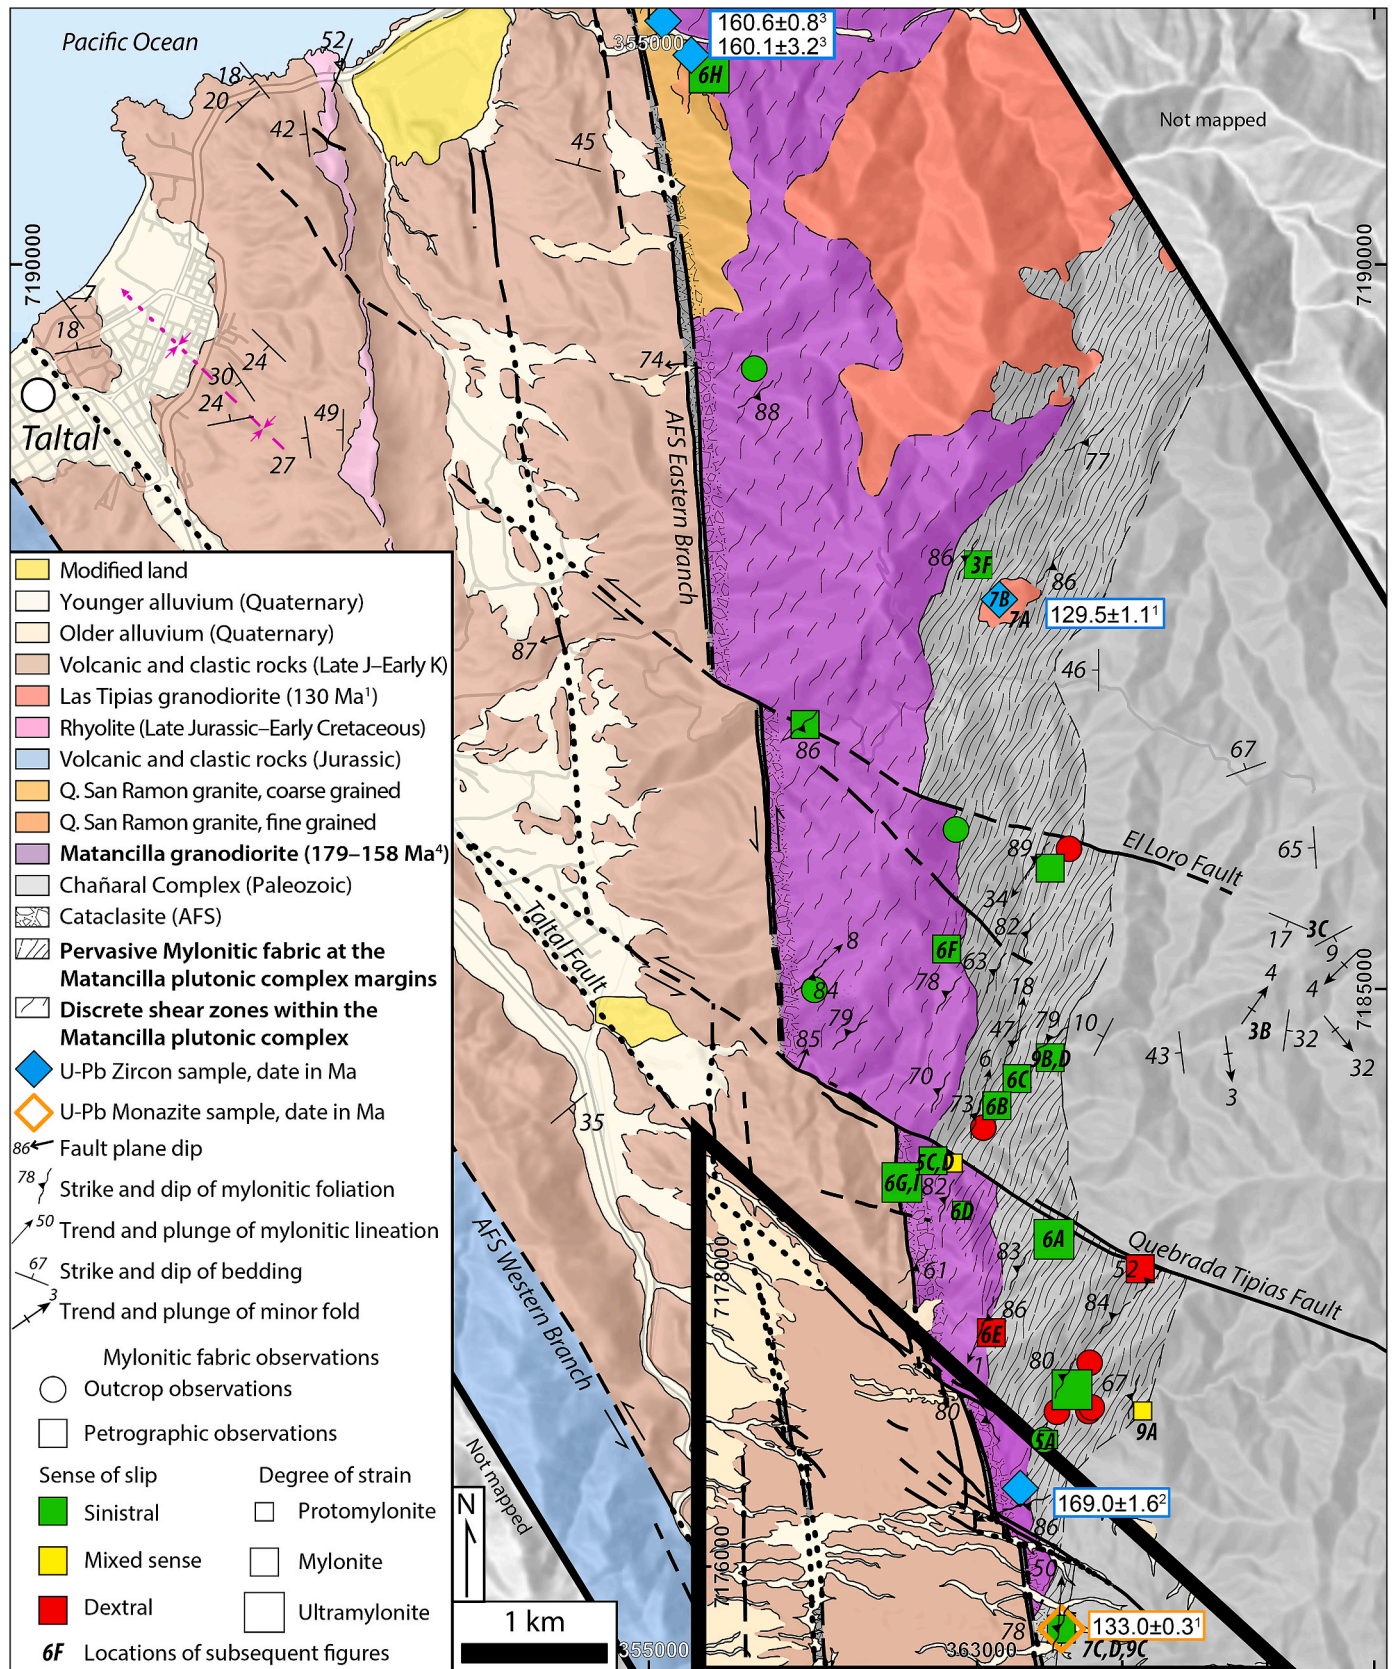 Pacific Ocean
52
18
20
42
45
355000
160.6±0.8³
160.1±3.2³
6H
Not mapped
7190000
7190000
7
18
24
30
24
49
27
Taltal
74
88
AFS Eastern Branch
77
86
3F
86
7B
7A
129.5±1.1¹
46
87
67
86
El Loro Fault
89
34
65
82
3C
17
9
4
4
3B
32
32
43
3
7185000
Taltal Fault
8
84
79
85
6F
63
78
18
47
79
10
9B,D
6
6C
70
73
6B
35
5C,D
6G,I
82
6D
6A
83
52
Quebrada Tipias Fault
61
86
84
6E
1
80
67
80
9A
5A
AFS Western Branch
Not mapped
7178000
7176000
169.0±1.6²
86
50
78
133.0±0.3¹
7C,D,9C
355000
363000
Modified land
Younger alluvium (Quaternary)
Older alluvium (Quaternary)
Volcanic and clastic rocks (Late J–Early K)
Las Tipias granodiorite (130 Ma¹)
Rhyolite (Late Jurassic–Early Cretaceous)
Volcanic and clastic rocks (Jurassic)
Q. San Ramon granite, coarse grained
Q. San Ramon granite, fine grained
Matancilla granodiorite (179–158 Ma⁴)
Chañaral Complex (Paleozoic)
Cataclasite (AFS)
Pervasive Mylonitic fabric at the
Matancilla plutonic complex margins
Discrete shear zones within the
Matancilla plutonic complex
U-Pb Zircon sample, date in Ma
U-Pb Monazite sample, date in Ma
86 Fault plane dip
78 Strike and dip of mylonitic foliation
50 Trend and plunge of mylonitic lineation
67 Strike and dip of bedding
3 Trend and plunge of minor fold
Mylonitic fabric observations
Outcrop observations
Petrographic observations
Sense of slip Degree of strain
Sinistral Protomylonite
Mixed sense Mylonite
Dextral Ultramylonite
6F Locations of subsequent figures
N
1 km